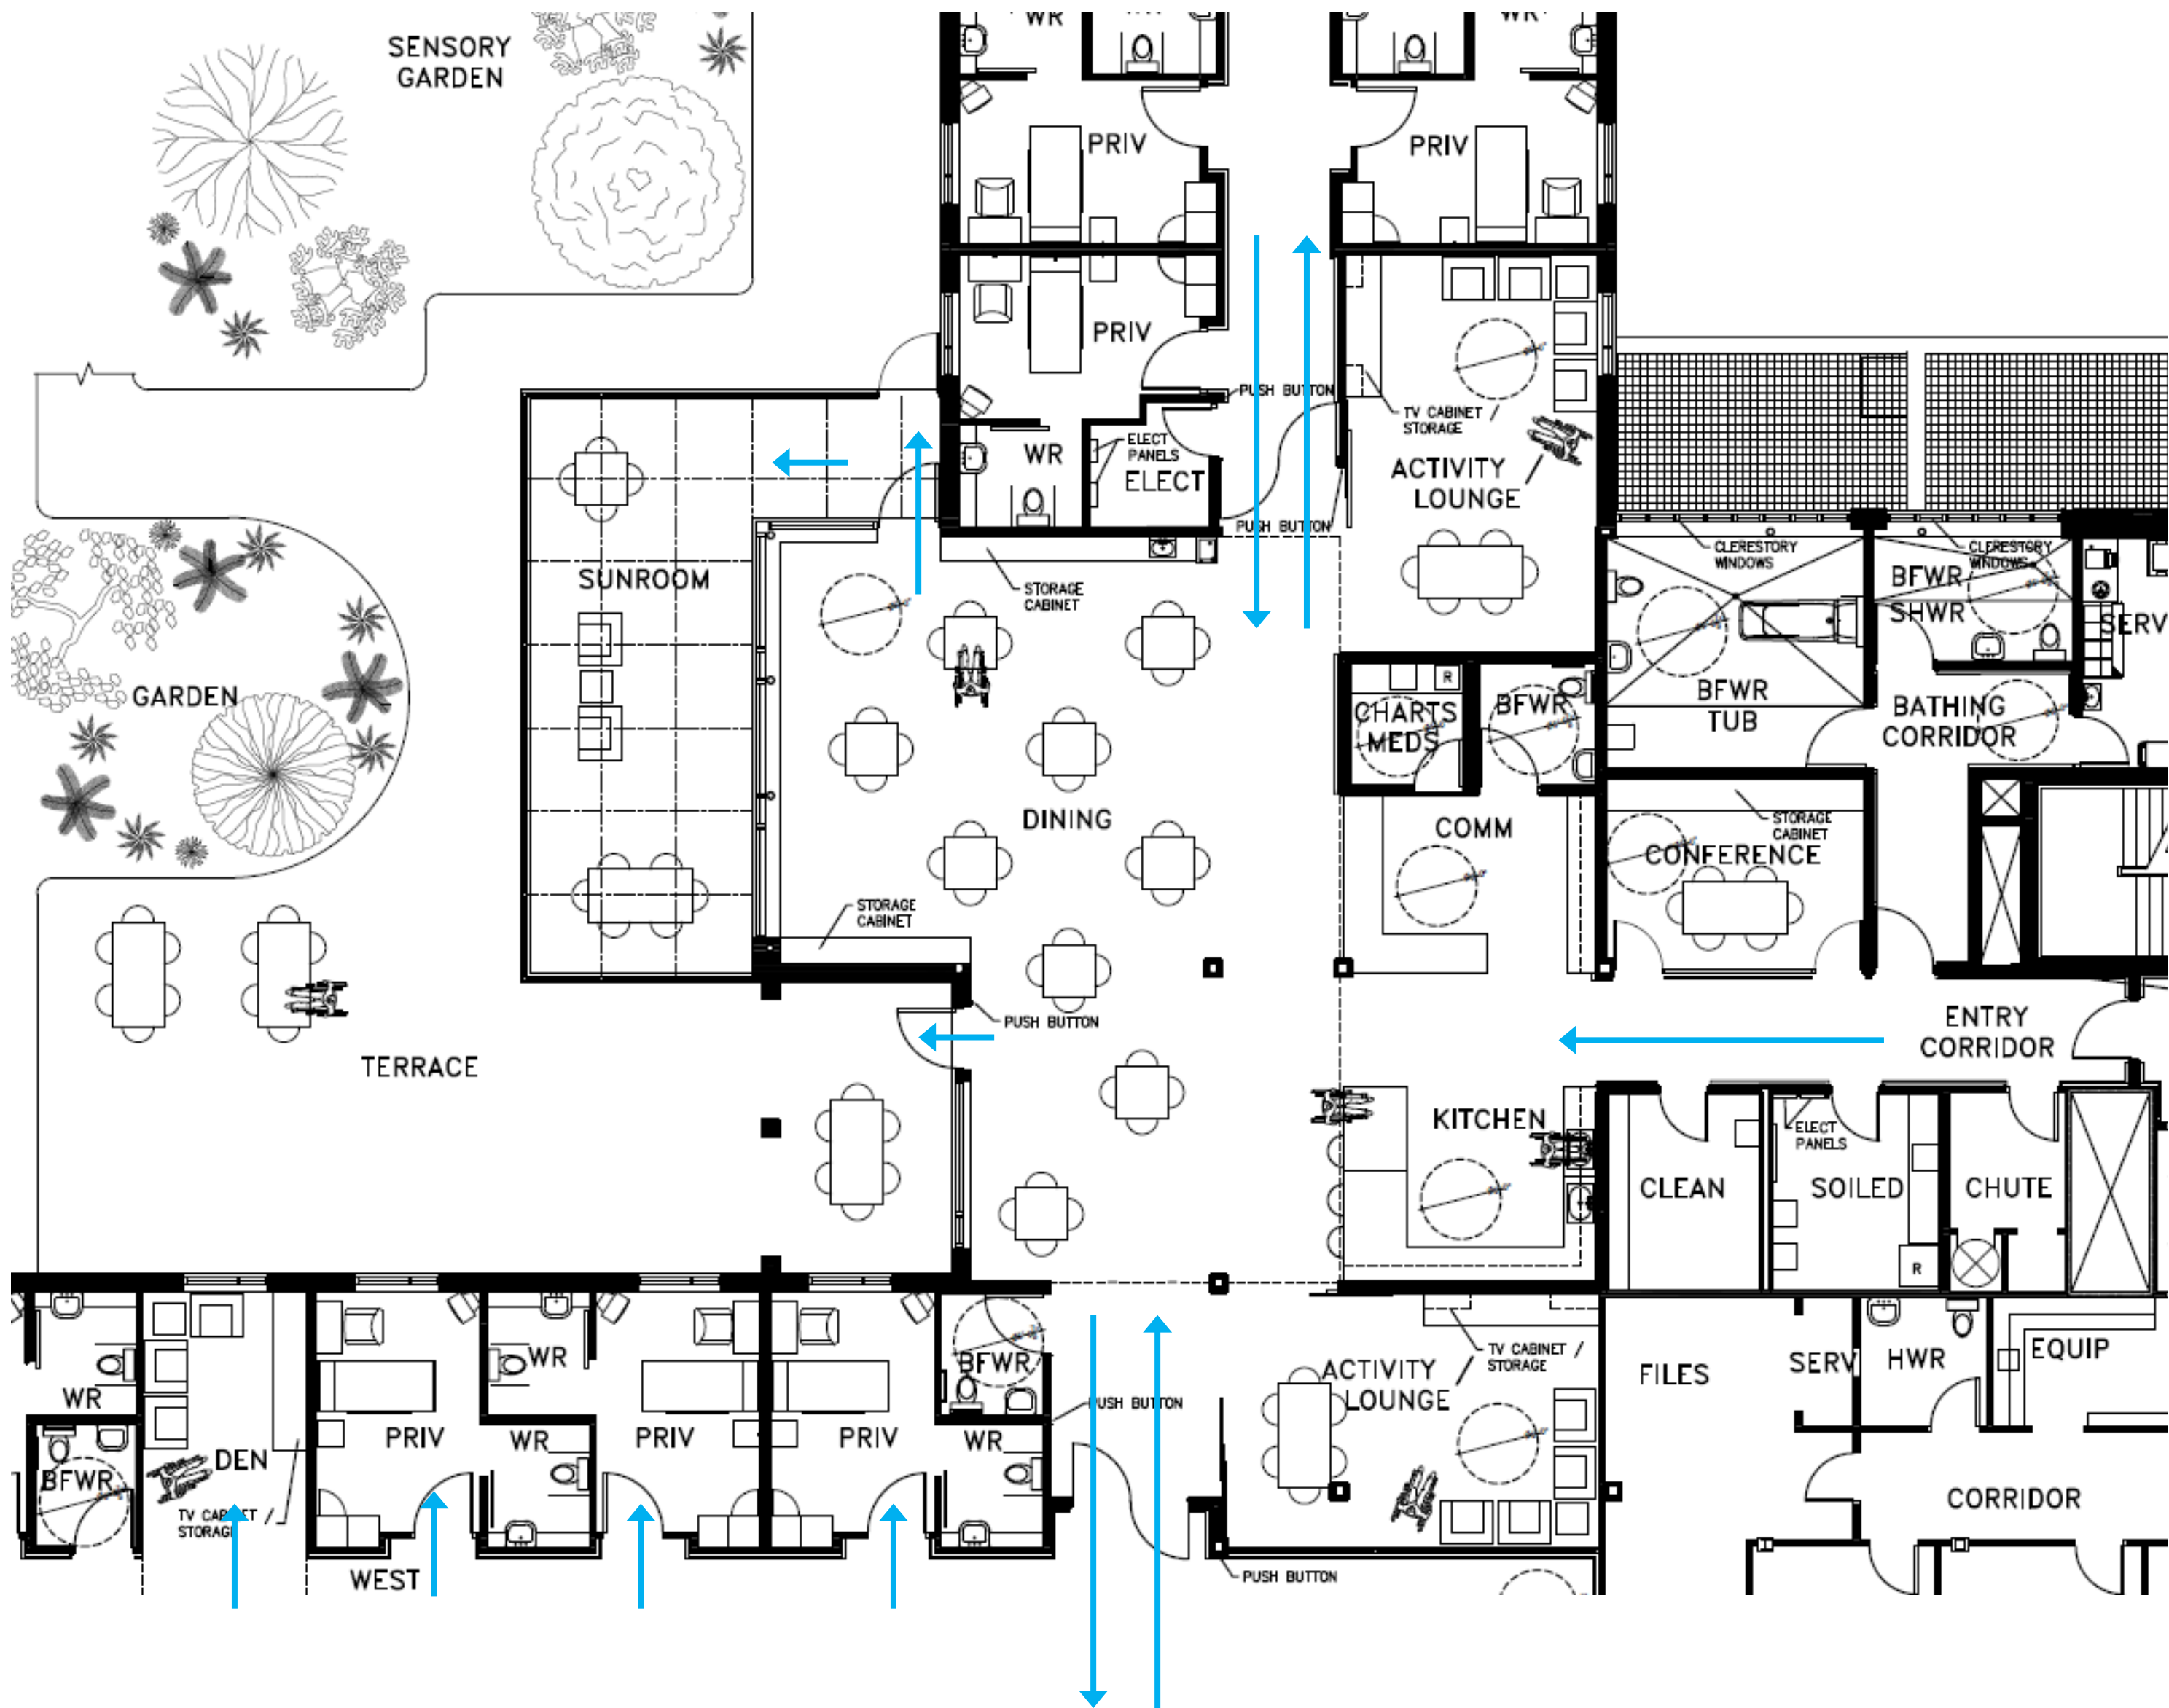 WR
WR
SENSORY
GARDEN
PRIV
PRIV
PRIV
PUSH BUTTON
TV CABINET /
STORAGE
ELECT
PANELS
WR
ELECT
ACTIVITY
LOUNGE
PUSH BUTTON
CLERESTORY
WINDOWS
CLERESTORY
WINDOWS
SUNROOM
STORAGE
CABINET
BFWR
SHWR
SERV
GARDEN
BFWR
TUB
BFWR
CHARTS
MEDS
BATHING
CORRIDOR
R
DINING
COMM
STORAGE
CABINET
CONFERENCE
STORAGE
CABINET
PUSH BUTTON
ENTRY
CORRIDOR
TERRACE
KITCHEN
ELECT
PANELS
CLEAN
SOILED
CHUTE
R
WR
BFWR
TV CABINET /
STORAGE
ACTIVITY
LOUNGE
FILES
SERV
HWR
EQUIP
WR
PUSH BUTTON
PRIV
WR
PRIV
PRIV
WR
DEN
BFWR
TV CABINET /
STORAGE
CORRIDOR
WEST
PUSH BUTTON